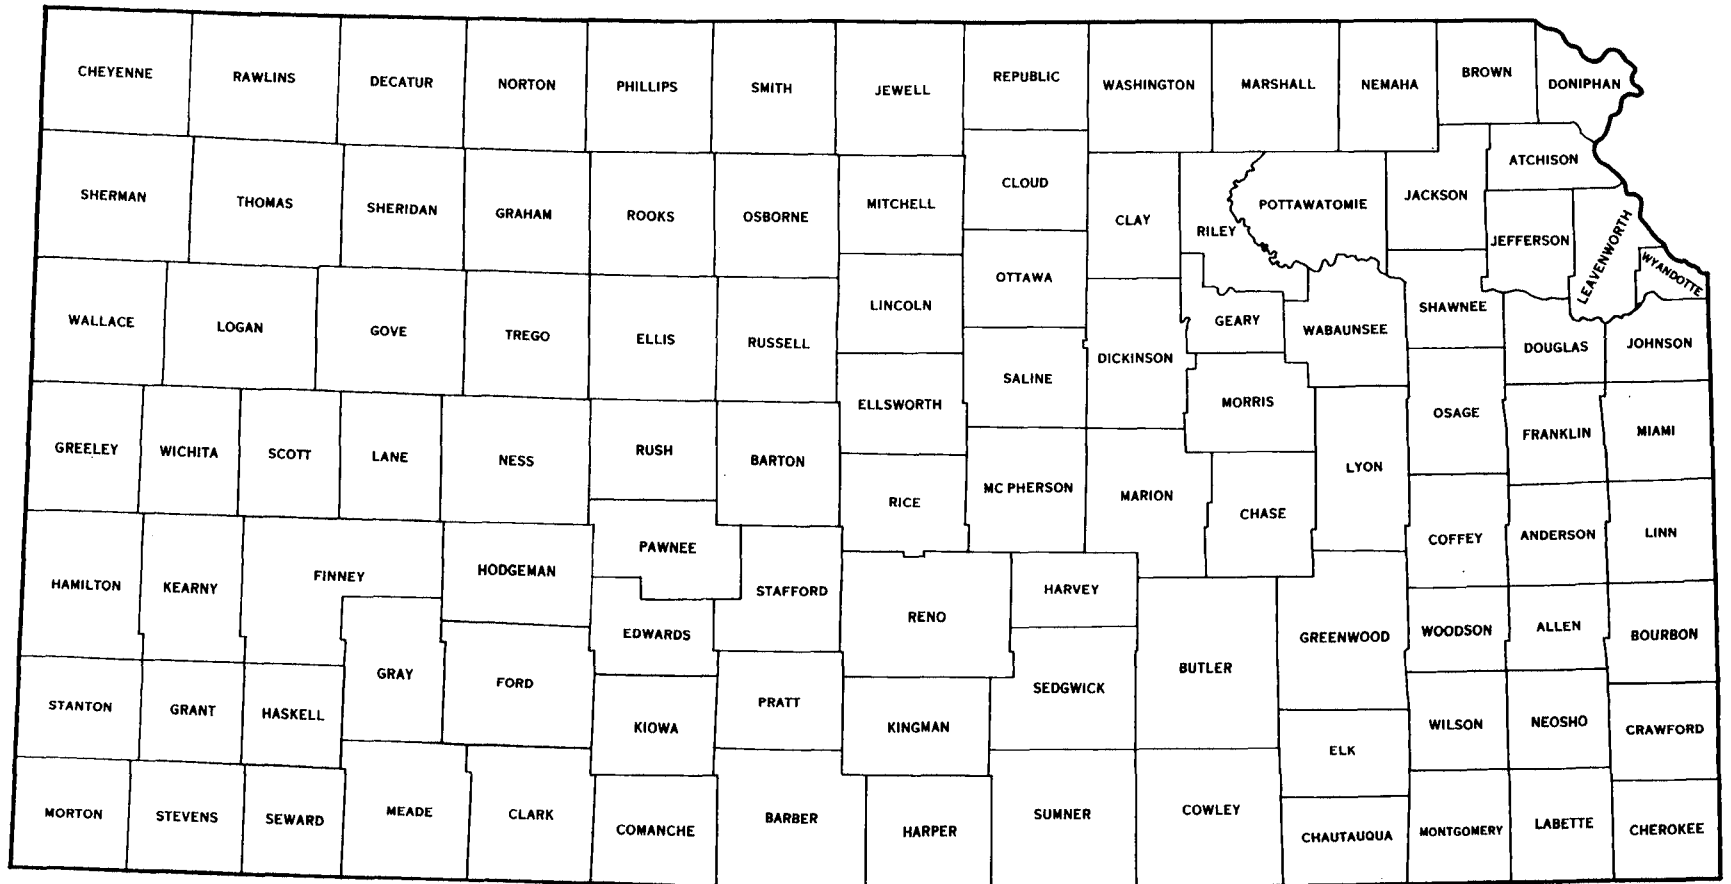 CHEYENNE
RAWLINS
DECATUR
NORTON
PHILLIPS
SMITH
JEWELL
REPUBLIC
WASHINGTON
MARSHALL
NEMAHA
BROWN
DONIPHAN
SHERMAN
THOMAS
SHERIDAN
GRAHAM
ROOKS
OSBORNE
MITCHELL
CLOUD
CLAY
RILEY
POTTAWATOMIE
JACKSON
ATCHISON
JEFFERSON
LEAVENWORTH
WYANDOTTE
WALLACE
LOGAN
GOVE
TREGO
ELLIS
RUSSELL
LINCOLN
OTTAWA
DICKINSON
GEARY
WABAUNSEE
SHAWNEE
DOUGLAS
JOHNSON
GREELEY
WICHITA
SCOTT
LANE
NESS
RUSH
BARTON
ELLSWORTH
SALINE
MORRIS
OSAGE
FRANKLIN
MIAMI
RICE
MC PHERSON
MARION
CHASE
LYON
COFFEY
ANDERSON
LINN
HAMILTON
KEARNY
FINNEY
HODGEMAN
PAWNEE
STAFFORD
RENO
HARVEY
EDWARDS
GREENWOOD
WOODSON
ALLEN
BOURBON
STANTON
GRANT
HASKELL
GRAY
FORD
KIOWA
PRATT
KINGMAN
SEDGWICK
BUTLER
ELK
WILSON
NEOSHO
CRAWFORD
MORTON
STEVENS
SEWARD
MEADE
CLARK
COMANCHE
BARBER
HARPER
SUMNER
COWLEY
CHAUTAUQUA
MONTGOMERY
LABETTE
CHEROKEE